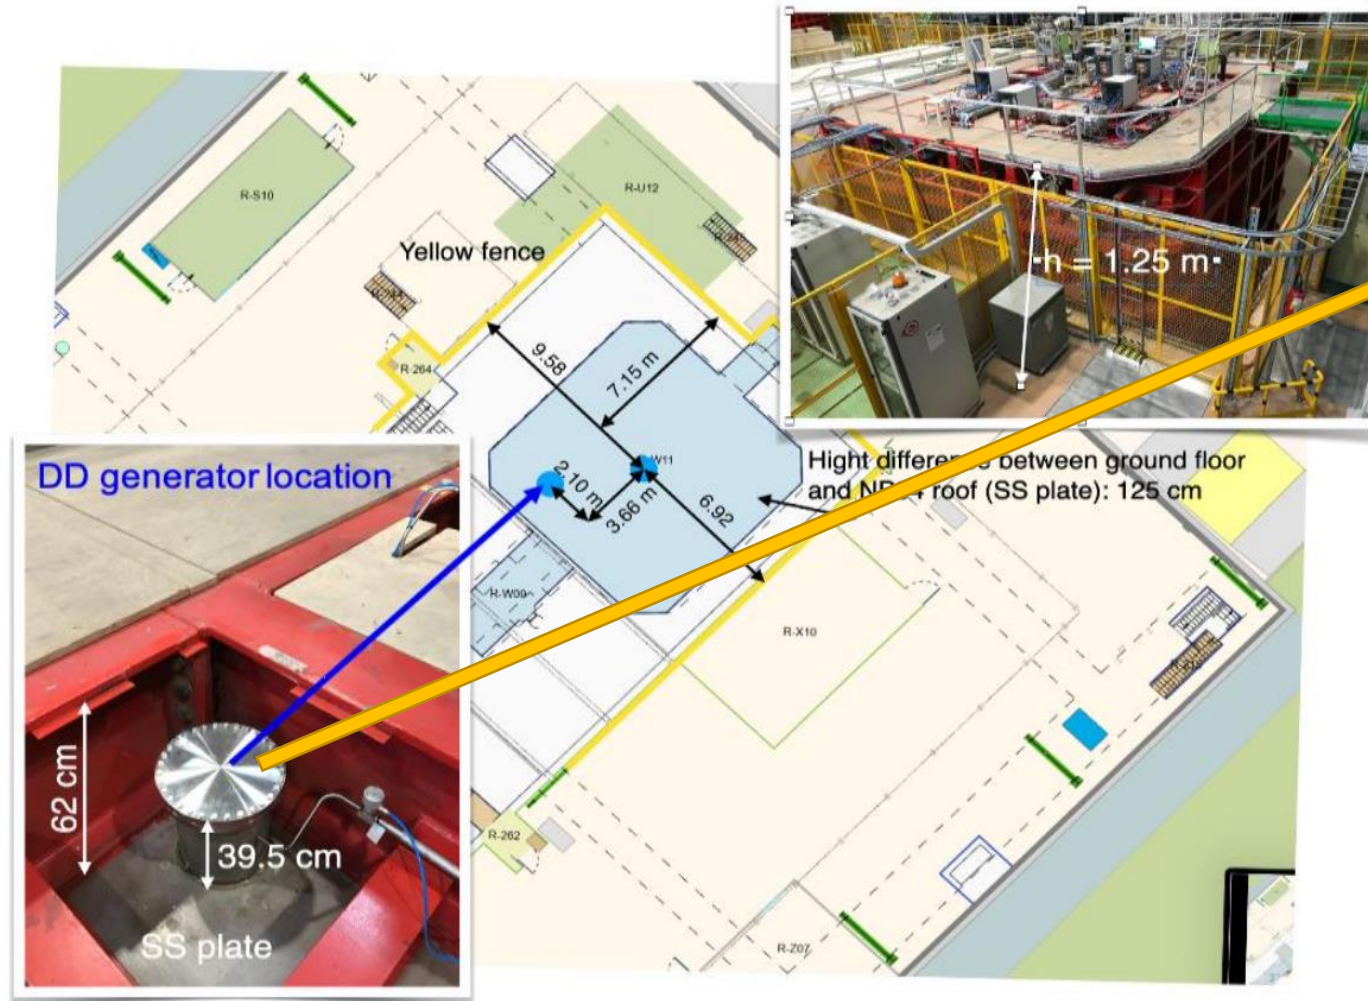 R-S10
R-U12
Yellow fence
R-264
9.58
7.15 m
h = 1.25 m
W11
2.10 m
3.66 m
6.92
Hight difference between ground floor
and roof (SS plate): 125 cm
DD generator location
R-W00
R-X10
62 cm
39.5 cm
SS plate
R-262
R-Z07